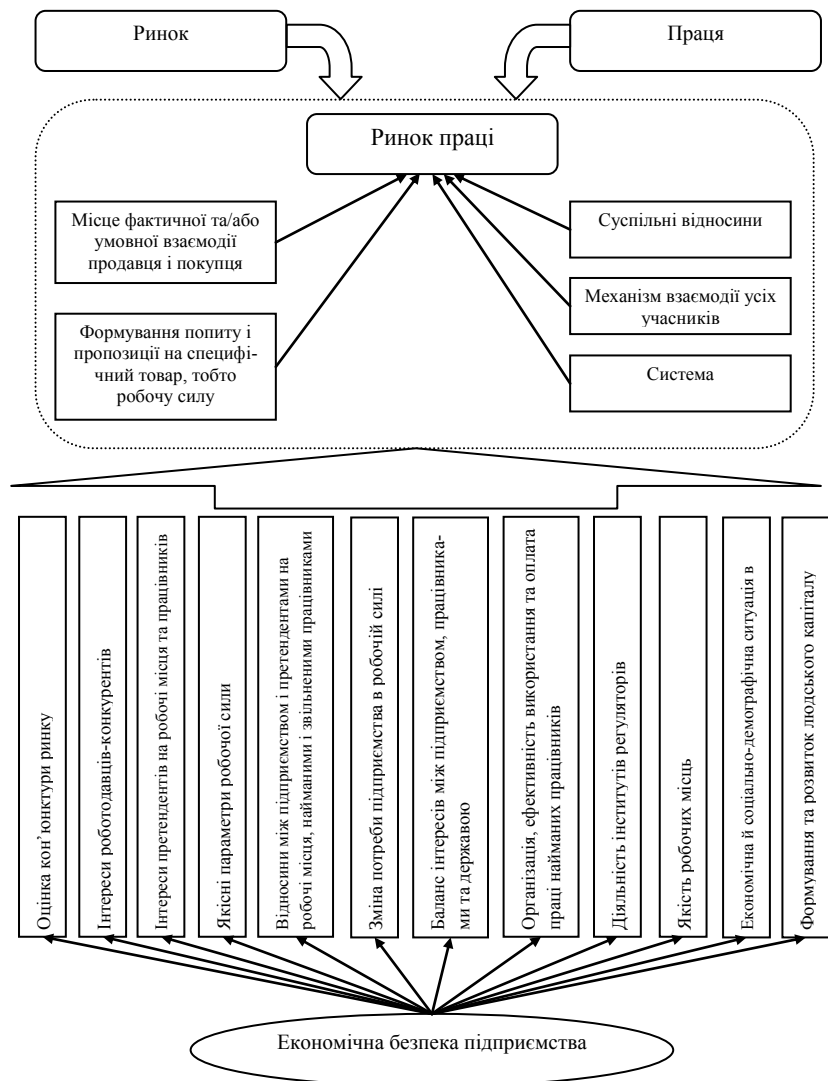 Ринок
Праця
Ринок праці
Місце фактичної та/або
умовної взаємодії
продавця і покупця
Формування попиту і
пропозиції на специфі-
чний товар, тобто
робочу силу
Суспільні відносини
Механізм взаємодії усіх
учасників
Система
Оцінка кон’юнктури ринку
Інтереси роботодавців-конкурентів
Інтереси претендентів на робочі місця та працівників
Якісні параметри робочої сили
Відносини між підприємством і претендентами на
робочі місця, найманими і звільненими працівниками
Зміна потреби підприємства в робочій силі
Баланс інтересів між підприємством, працівника-
ми та державою
Організація, ефективність використання та оплата
праці найманих працівників
Діяльність інститутів регуляторів
Якість робочих місць
Економічна й соціально-демографічна ситуація в
Формування та розвиток людського капіталу
Економічна безпека підприємства